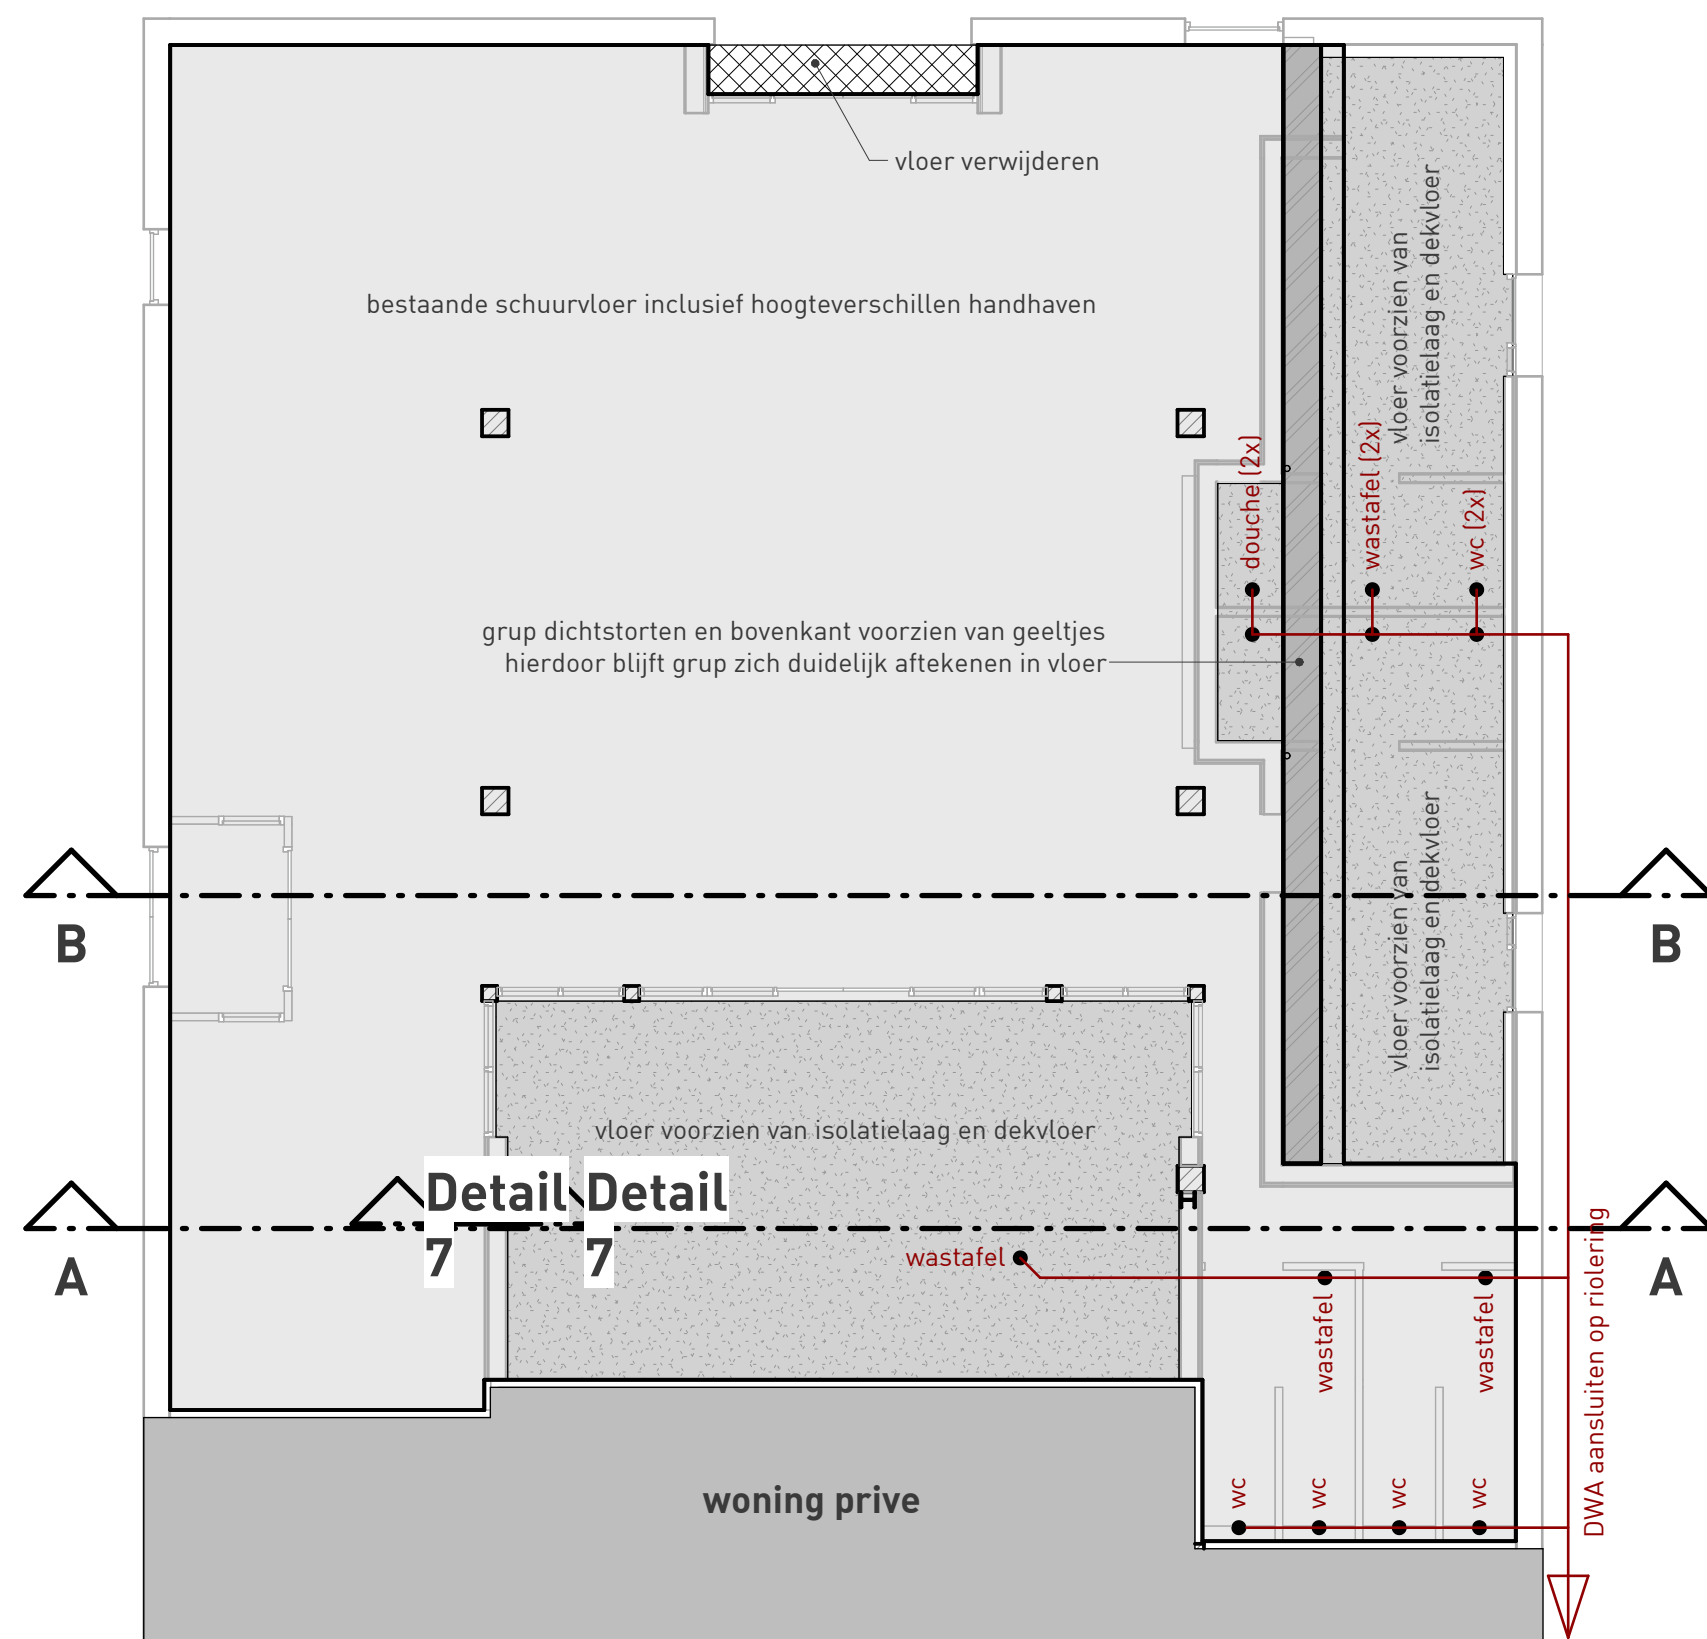 vloer verwijderen
bestaande schuurvloer inclusief hoogteverschillen handhaven
vloer voorzien van
isolatielaag en dekvloer
douche (2x)
wastafel (2x)
wc (2x)
grup dichtstorten en bovenkant voorzien van geeltjes
hierdoor blijft grup zich duidelijk aftekenen in vloer
vloer voorzien van
isolatielaag en dekvloer
B
B
vloer voorzien van isolatielaag en dekvloer
Detail
7
Detail
7
A
A
wastafel
wastafel
wastafel
DWA aansluiten op riolering
wc
wc
wc
wc
woning prive